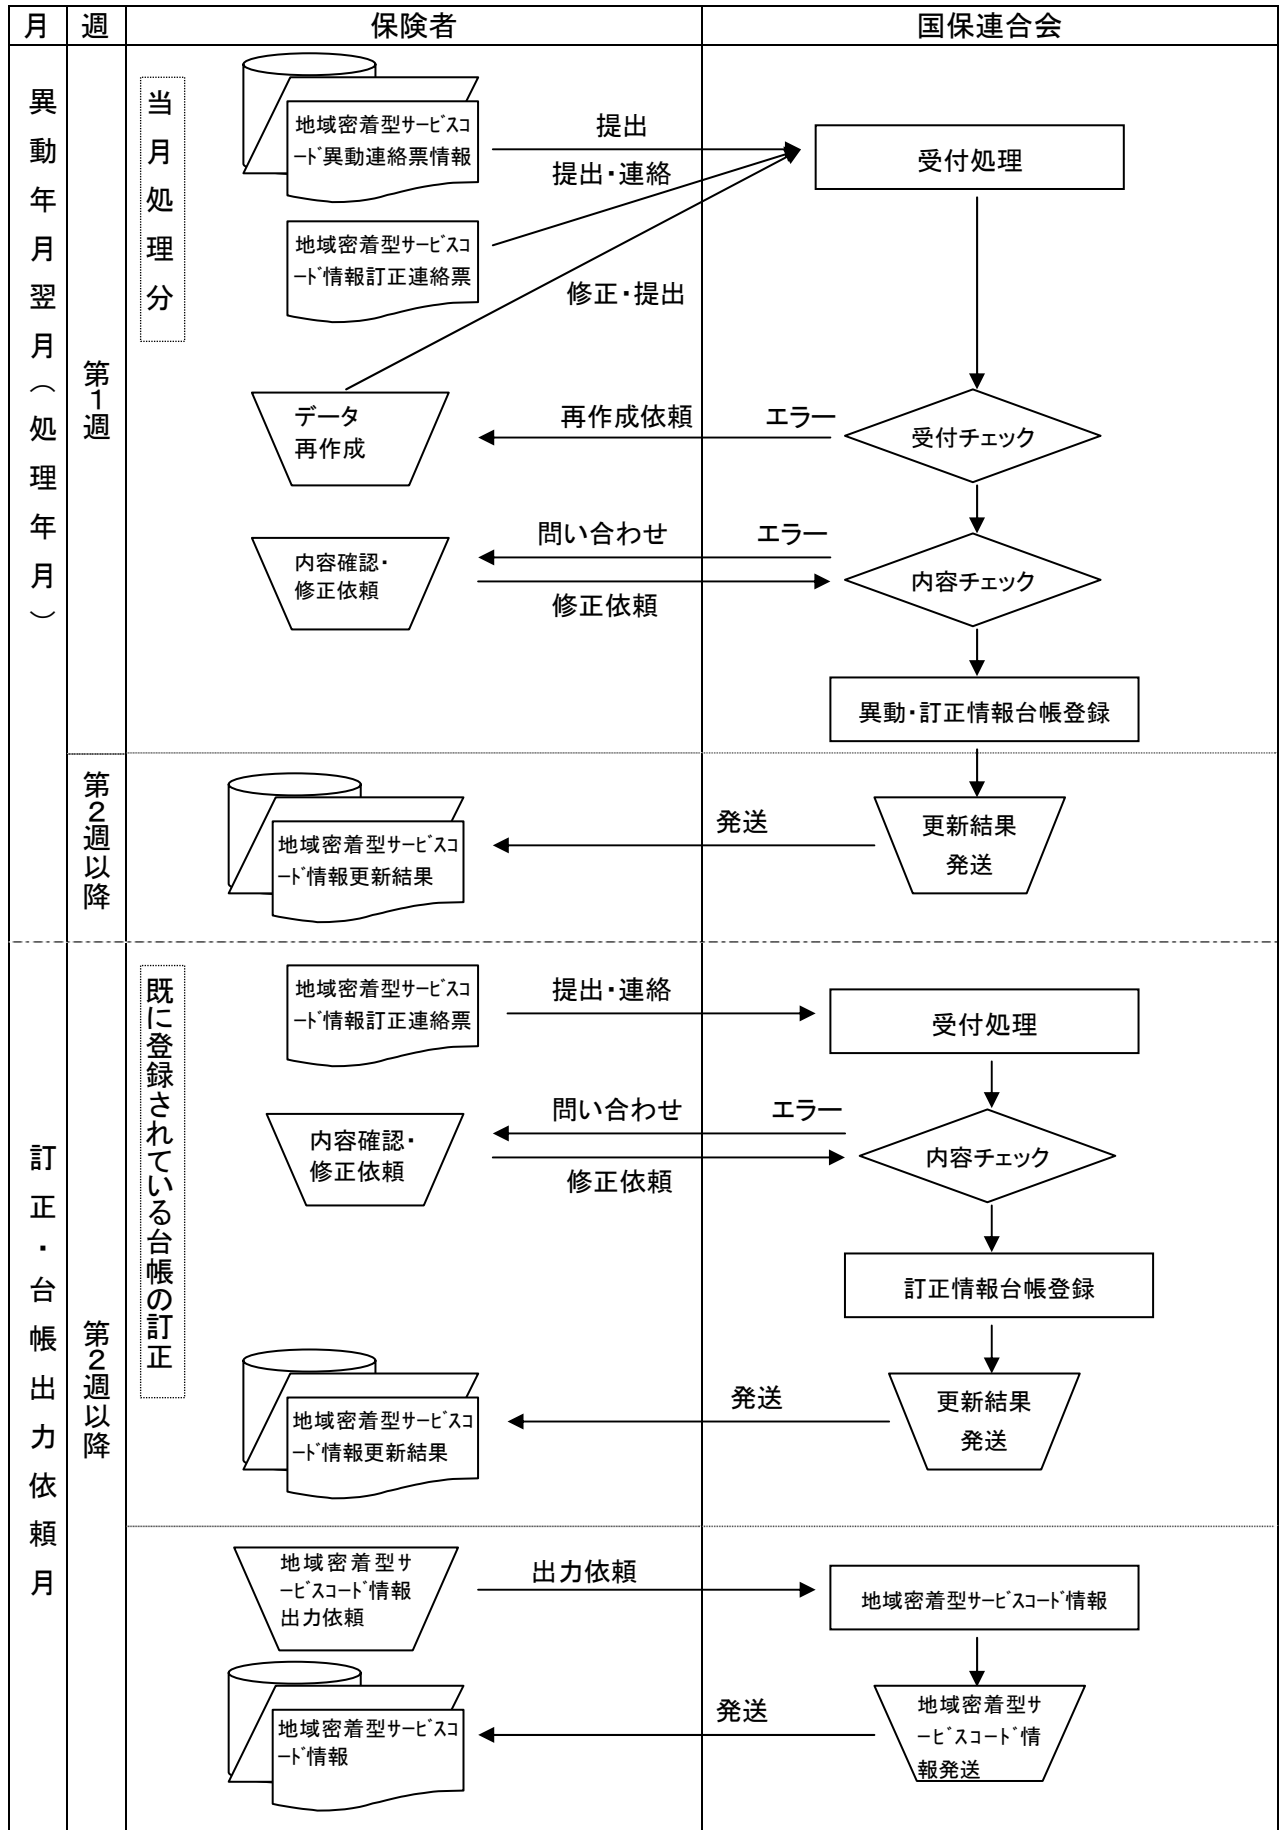 月
週
保険者
国保連合会
異動年月翌月（処理年月）
第1週
当月処理分
地域密着型ｻｰﾋﾞｽｺ
ｰﾄﾞ異動連絡票情報
提出
受付処理
提出・連絡
地域密着型ｻｰﾋﾞｽｺ
ｰﾄﾞ情報訂正連絡票
修正・提出
データ
再作成
再作成依頼
エラー
受付チェック
問い合わせ
エラー
内容確認・
修正依頼
修正依頼
内容チェック
異動・訂正情報台帳登録
第2週以降
地域密着型ｻｰﾋﾞｽｺ
ｰﾄﾞ情報更新結果
発送
更新結果
発送
訂正・台帳出力依頼月
第2週以降
既に登録されている台帳の訂正
地域密着型ｻｰﾋﾞｽｺ
ｰﾄﾞ情報訂正連絡票
提出・連絡
受付処理
問い合わせ
エラー
内容確認・
修正依頼
修正依頼
内容チェック
訂正情報台帳登録
地域密着型ｻｰﾋﾞｽｺ
ｰﾄﾞ情報更新結果
発送
更新結果
発送
地域密着型ｻ
ｰﾋﾞｽｺｰﾄﾞ情報
出力依頼
出力依頼
地域密着型ｻｰﾋﾞｽｺｰﾄﾞ情報
地域密着型ｻｰﾋﾞｽｺ
ｰﾄﾞ情報
発送
地域密着型ｻ
ｰﾋﾞｽｺｰﾄﾞ情
報発送